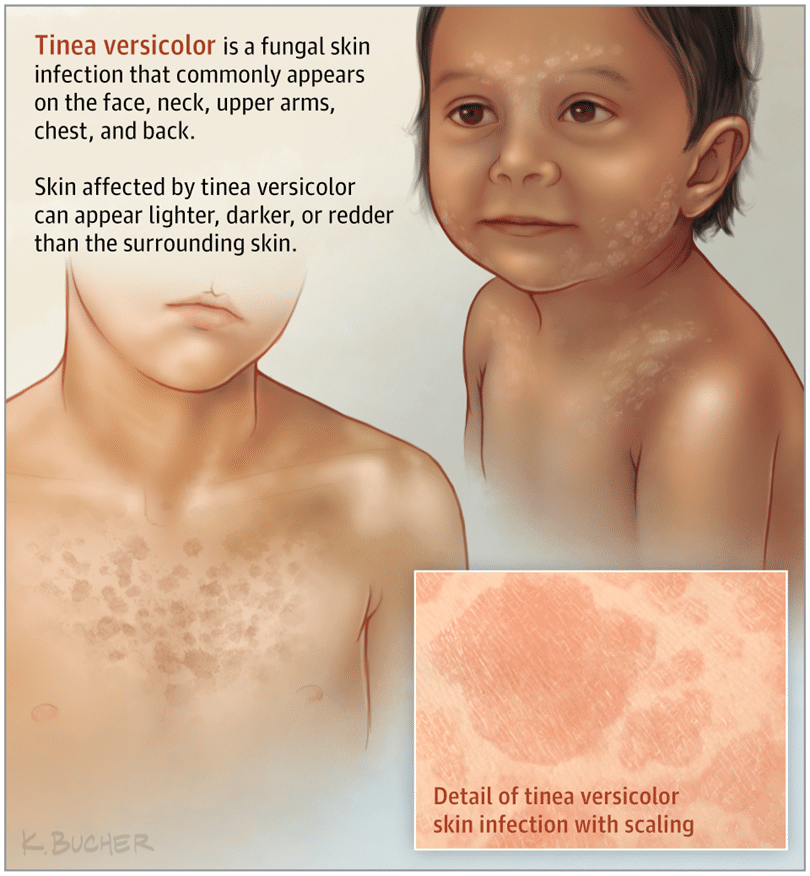 Tinea versicolor is a fungal skin
infection that commonly appears
on the face, neck, upper arms,
chest, and back.
Skin affected by tinea versicolor
can appear lighter, darker, or redder
than the surrounding skin.
Detail of tinea versicolor
skin infection with scaling
K. BUCHER